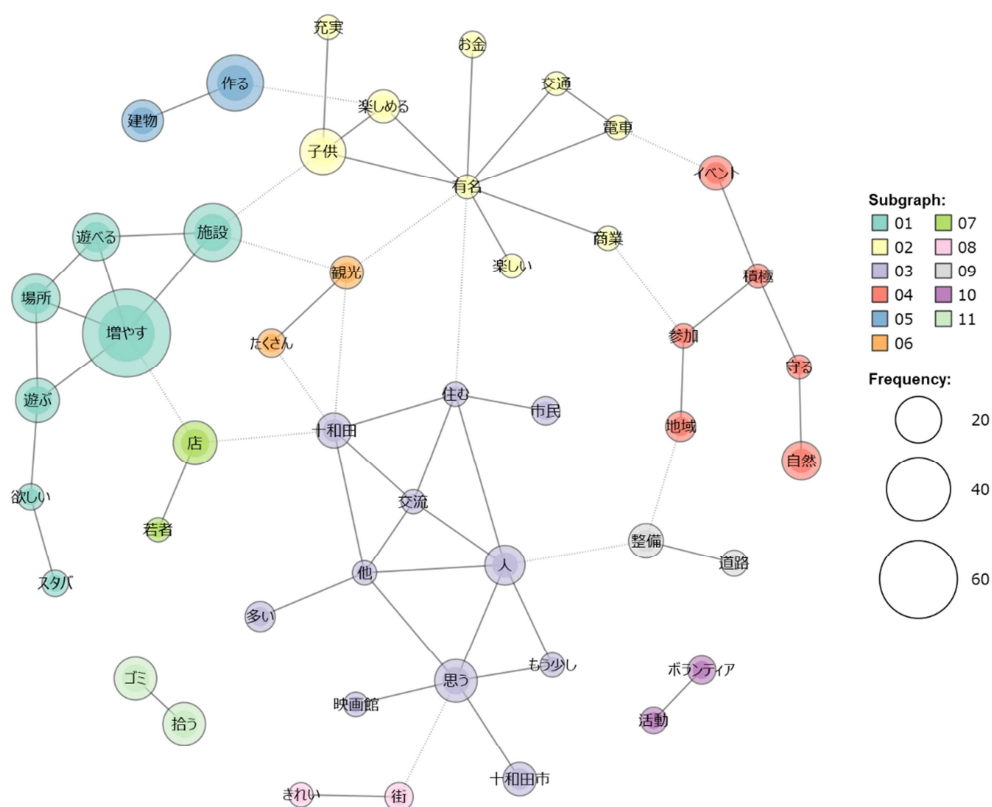 充実
お金
作る
交通
楽しめる
建物
電車
子供
イベント
有名
施設
遊べる
商業
楽しい
観光
積極
場所
増やす
たくさん
参加
守る
住む
遊ぶ
市民
地域
十和田
店
自然
欲しい
交流
若者
整備
道路
人
他
スタバ
多い
もう少し
ボランティア
ゴミ
思う
映画館
活動
拾う
十和田市
きれい
街
Subgraph:
01
02
03
04
05
06
07
08
09
10
11
Frequency:
20
40
60